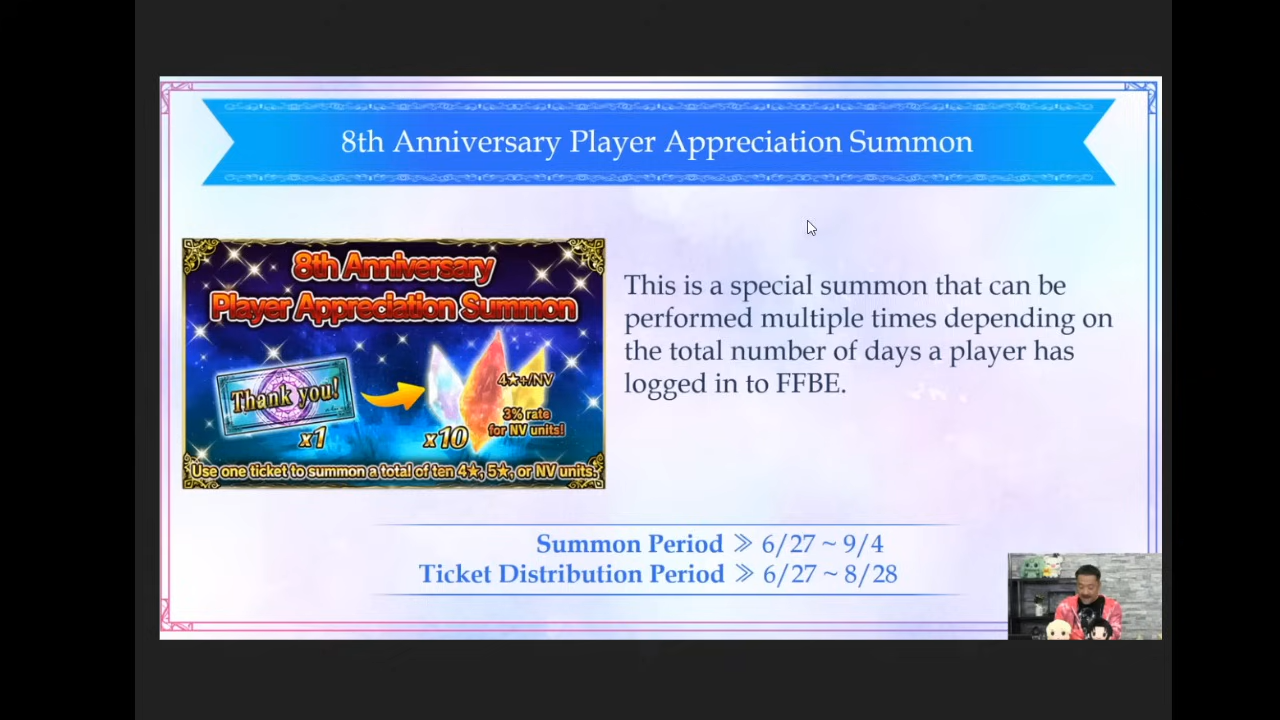 8th Anniversary Player Appreciation Summon
8th Anniversary
Player Appreciation Summon
Thank you!
x1
x10
4★+/NV
3% rate
for NV units!
Use one ticket to summon a total of ten 4★, 5★, or NV units.
This is a special summon that can be
performed multiple times depending on
the total number of days a player has
logged in to FFBE.
Summon Period ≫ 6/27 ~ 9/4
Ticket Distribution Period ≫ 6/27 ~ 8/28